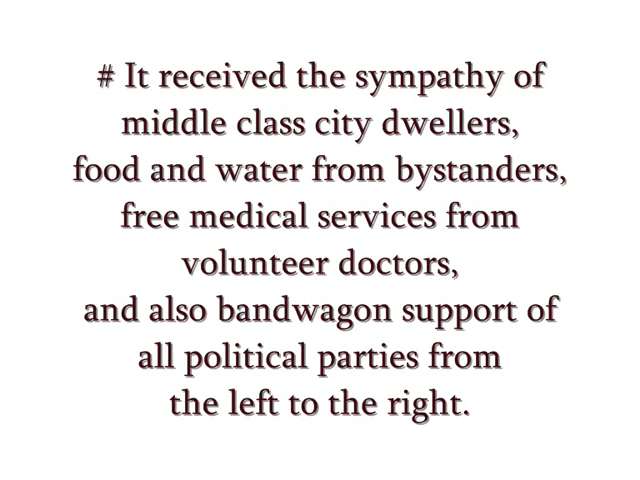 # It received the sympathy of
middle class city dwellers,
food and water from bystanders,
free medical services from
volunteer doctors,
and also bandwagon support of
all political parties from
the left to the right.